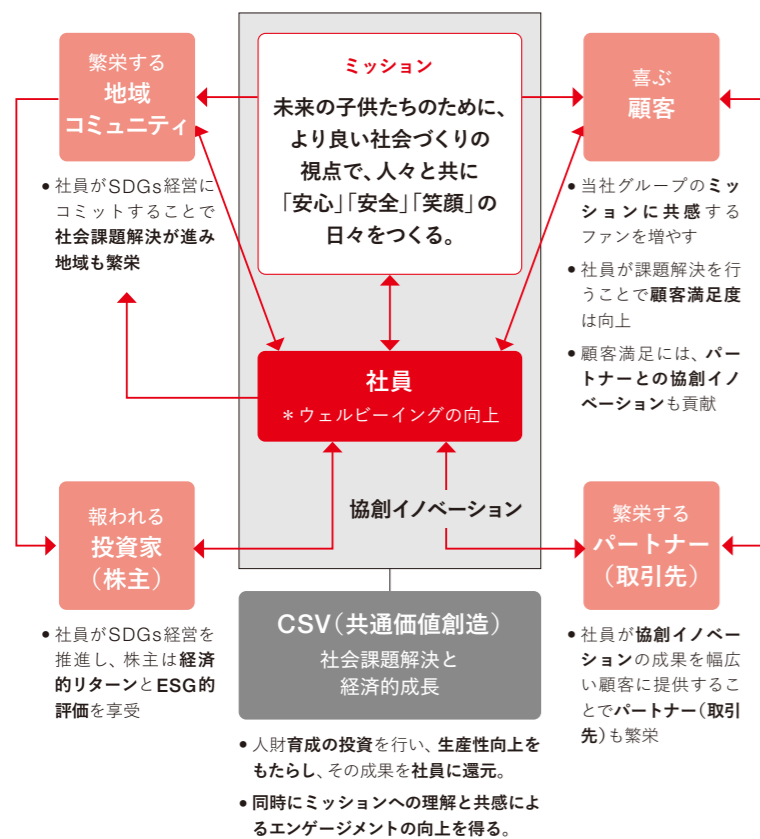 繁栄する
地域
コミュニティ
• 社員がSDGs経営に
コミットすることで
社会課題解決が進み
地域も繁栄
ミッション
未来の子供たちのために、
より良い社会づくりの
視点で、人々と共に
「安心」「安全」「笑顔」の
日々をつくる。
喜ぶ
顧客
• 当社グループのミッ
ションに共感する
ファンを増やす
• 社員が課題解決を行
うことで顧客満足度
は向上
• 顧客満足には、パー
トナーとの協創イノ
ベーションも貢献
社員
＊ウェルビーイングの向上
協創イノベーション
報われる
投資家
（株主）
• 社員がSDGs経営を
推進し、株主は経済
的リターンとESG的
評価を享受
繁栄する
パートナー
（取引先）
• 社員が協創イノベー
ションの成果を幅広
い顧客に提供するこ
とでパートナー（取引
先）も繁栄
CSV（共通価値創造）
社会課題解決と
経済的成長
• 人財育成の投資を行い、生産性向上を
もたらし、その成果を社員に還元。
• 同時にミッションへの理解と共感によ
るエンゲージメントの向上を得る。